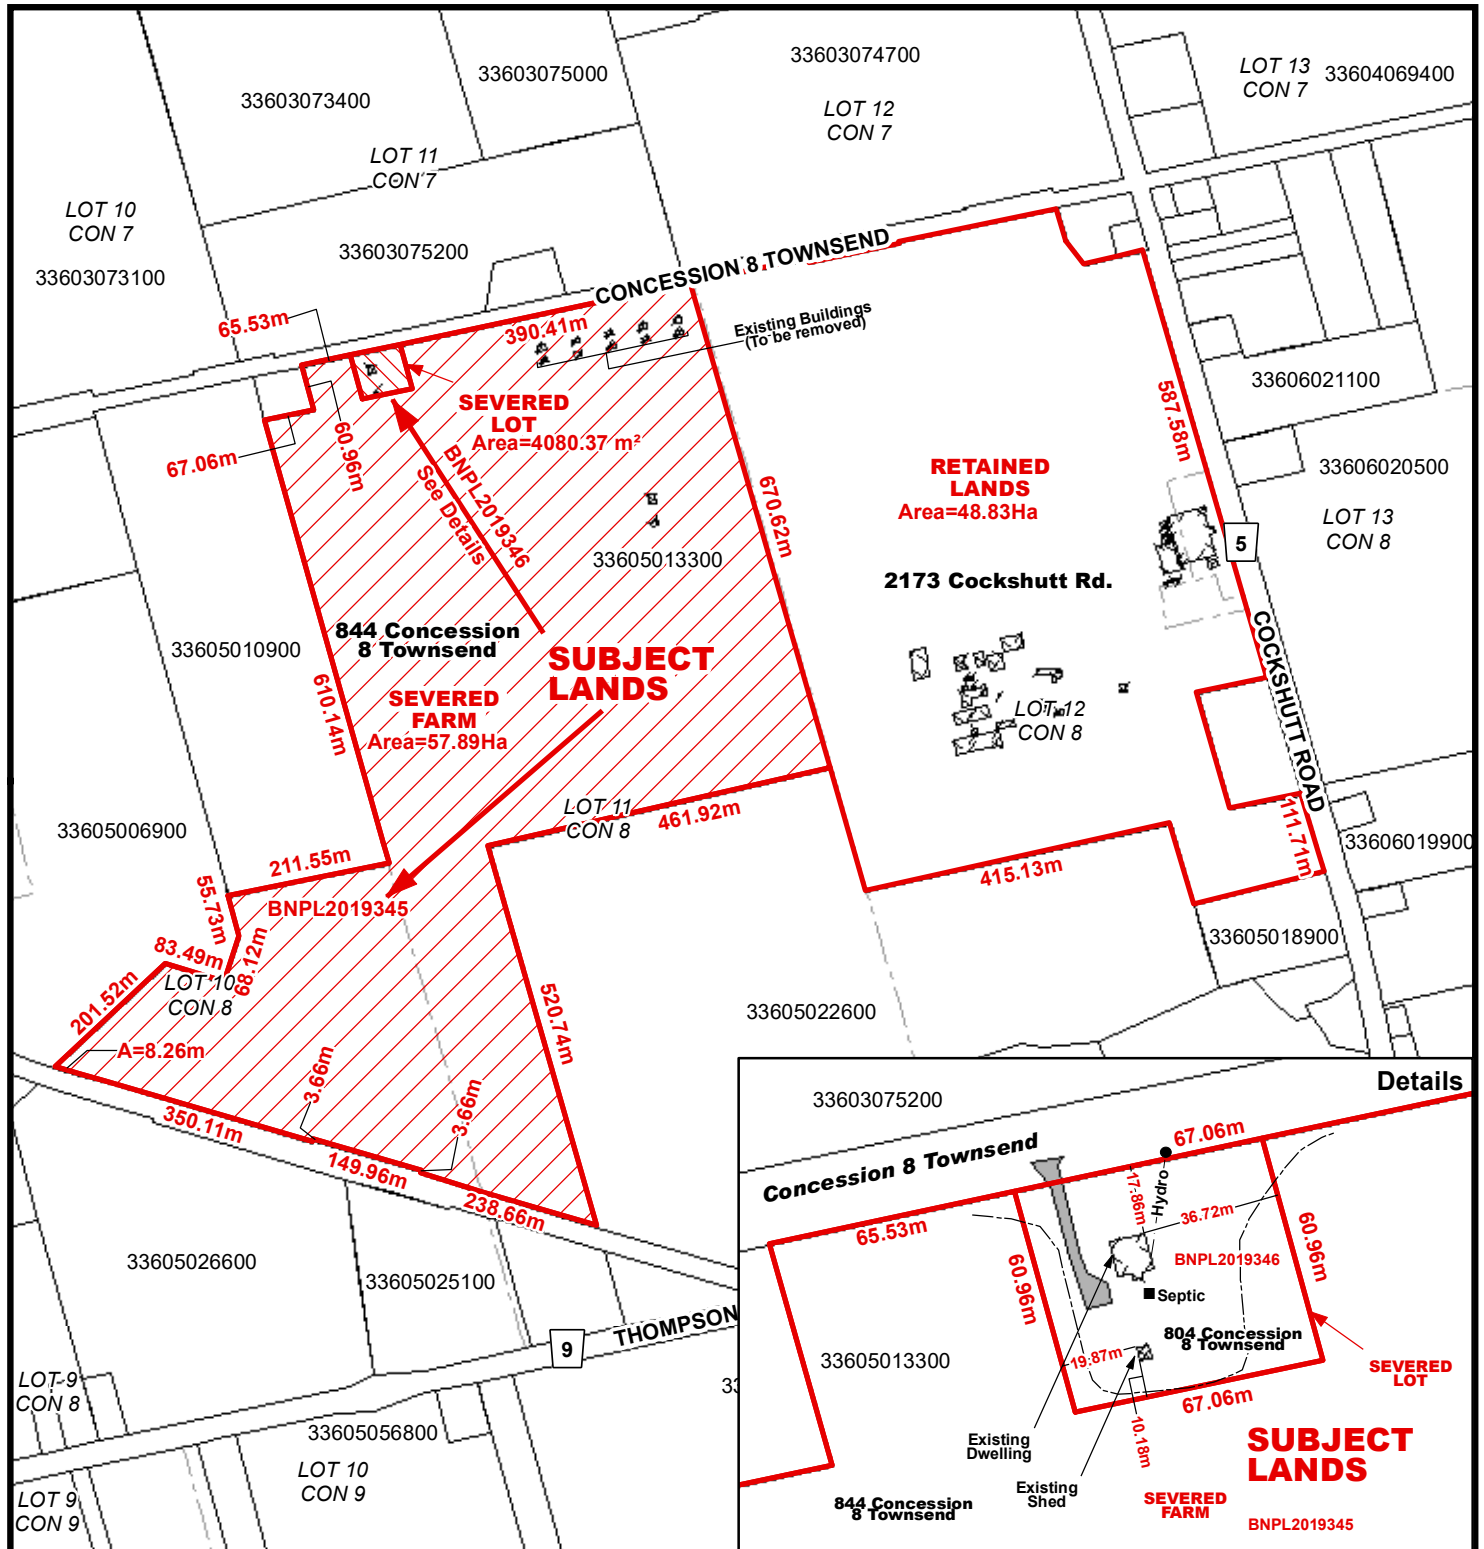 33603074700
33603075000
33603073400
LOT 13
CON 7
33604069400
LOT 12
CON 7
LOT 11
CON 7
LOT 10
CON 7
33603073100
33603075200
CONCESSION 8 TOWNSEND
65.53m
390.41m
Existing Buildings
(To be removed)
33606021100
SEVERED
LOT
Area=4080.37 m²
67.06m
60.96m
BNPL2019346
See Details
587.58m
33606020500
RETAINED
LANDS
Area=48.83Ha
670.62m
LOT 13
CON 8
5
33605013300
2173 Cockshutt Rd.
844 Concession
8 Townsend
33605010900
SUBJECT
LANDS
COCKSHUTT ROAD
610.14m
SEVERED
FARM
Area=57.89Ha
LOT 12
CON 8
LOT 11
CON 8
461.92m
33605006900
111.71m
33606019900
211.55m
415.13m
55.73m
BNPL2019345
33605018900
83.49m
68.12m
LOT 10
CON 8
201.52m
33605022600
520.74m
A=8.26m
3.66m
3.66m
350.11m
149.96m
238.66m
33605026600
33605025100
9
THOMPSON
LOT 9
CON 8
33
33605056800
LOT 10
CON 9
LOT 9
CON 9
Details
33603075200
67.06m
Concession 8 Townsend
17.86m
Hydro
36.72m
65.53m
60.96m
BNPL2019346
60.96m
Septic
804 Concession
8 Townsend
19.87m
33605013300
SEVERED
LOT
67.06m
10.18m
Existing
Dwelling
SUBJECT
LANDS
Existing
Shed
844 Concession
8 Townsend
SEVERED
FARM
BNPL2019345